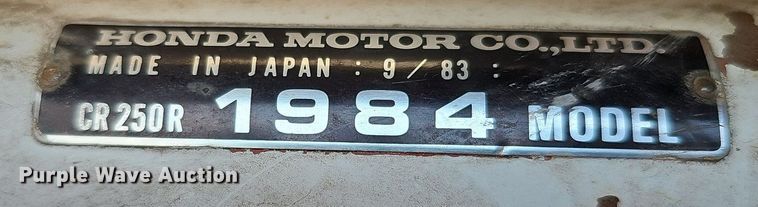 HONDA MOTOR CO.,LTD.
MADE IN JAPAN : 9 / 83 :
CR250R 1984 MODEL
Purple Wave Auction